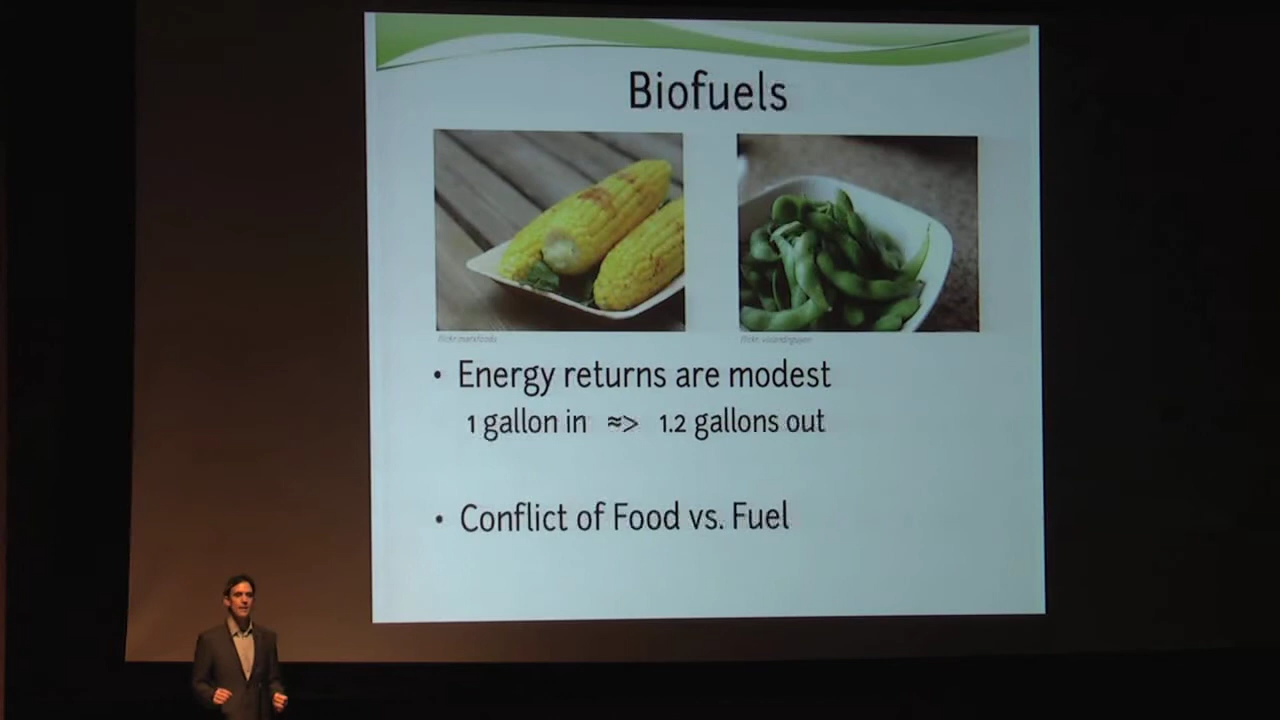 Biofuels
• Energy returns are modest
1 gallon in ≈> 1.2 gallons out
• Conflict of Food vs. Fuel